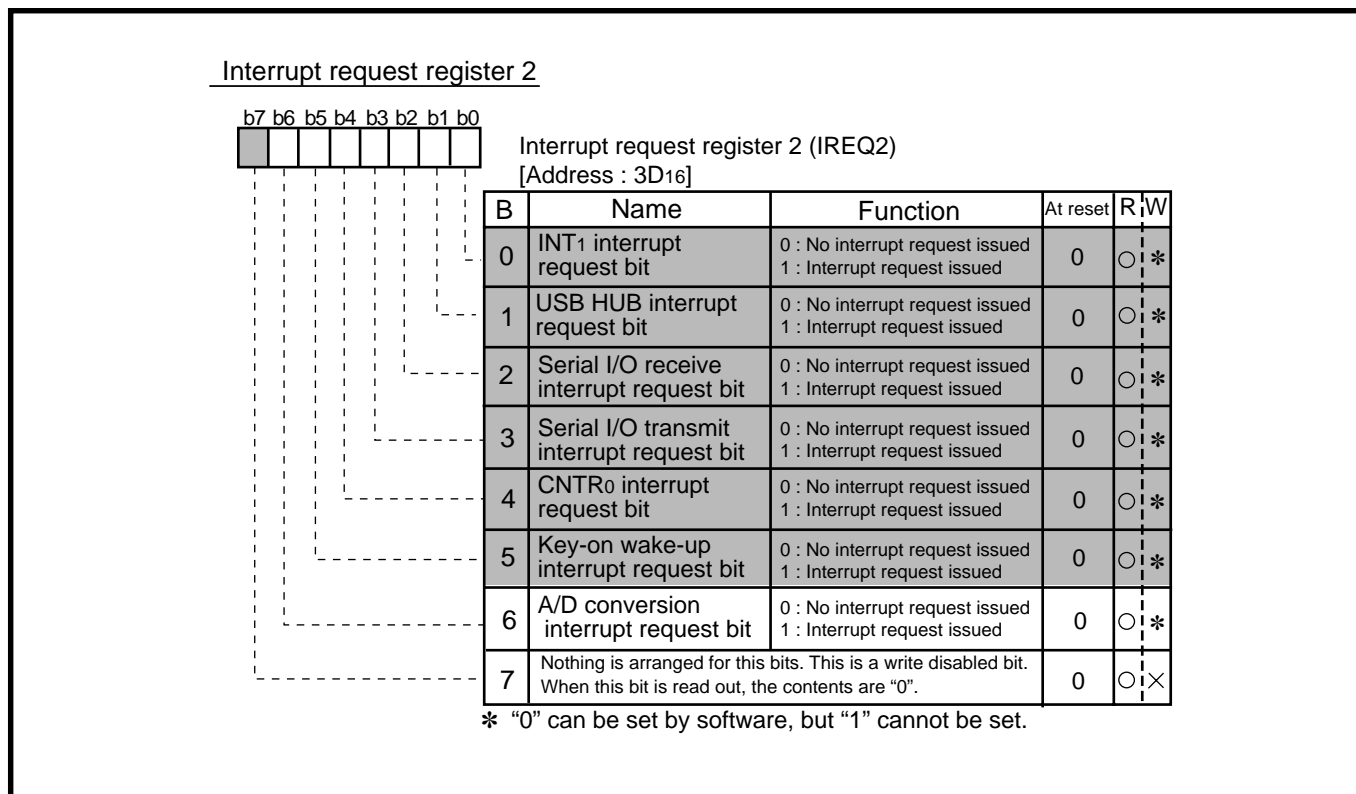 Interrupt request register 2
b7 b6 b5 b4 b3 b2 b1 b0
Interrupt request register 2 (IREQ2)
[Address : 3D16]
B Name Function At reset R W
0 INT1 interrupt request bit 0 : No interrupt request issued 1 : Interrupt request issued 0 ○ ✻
1 USB HUB interrupt request bit 0 : No interrupt request issued 1 : Interrupt request issued 0 ○ ✻
2 Serial I/O receive interrupt request bit 0 : No interrupt request issued 1 : Interrupt request issued 0 ○ ✻
3 Serial I/O transmit interrupt request bit 0 : No interrupt request issued 1 : Interrupt request issued 0 ○ ✻
4 CNTR0 interrupt request bit 0 : No interrupt request issued 1 : Interrupt request issued 0 ○ ✻
5 Key-on wake-up interrupt request bit 0 : No interrupt request issued 1 : Interrupt request issued 0 ○ ✻
6 A/D conversion interrupt request bit 0 : No interrupt request issued 1 : Interrupt request issued 0 ○ ✻
7 Nothing is arranged for this bits. This is a write disabled bit. When this bit is read out, the contents are “0”. 0 ○ ×
✻ “0” can be set by software, but “1” cannot be set.